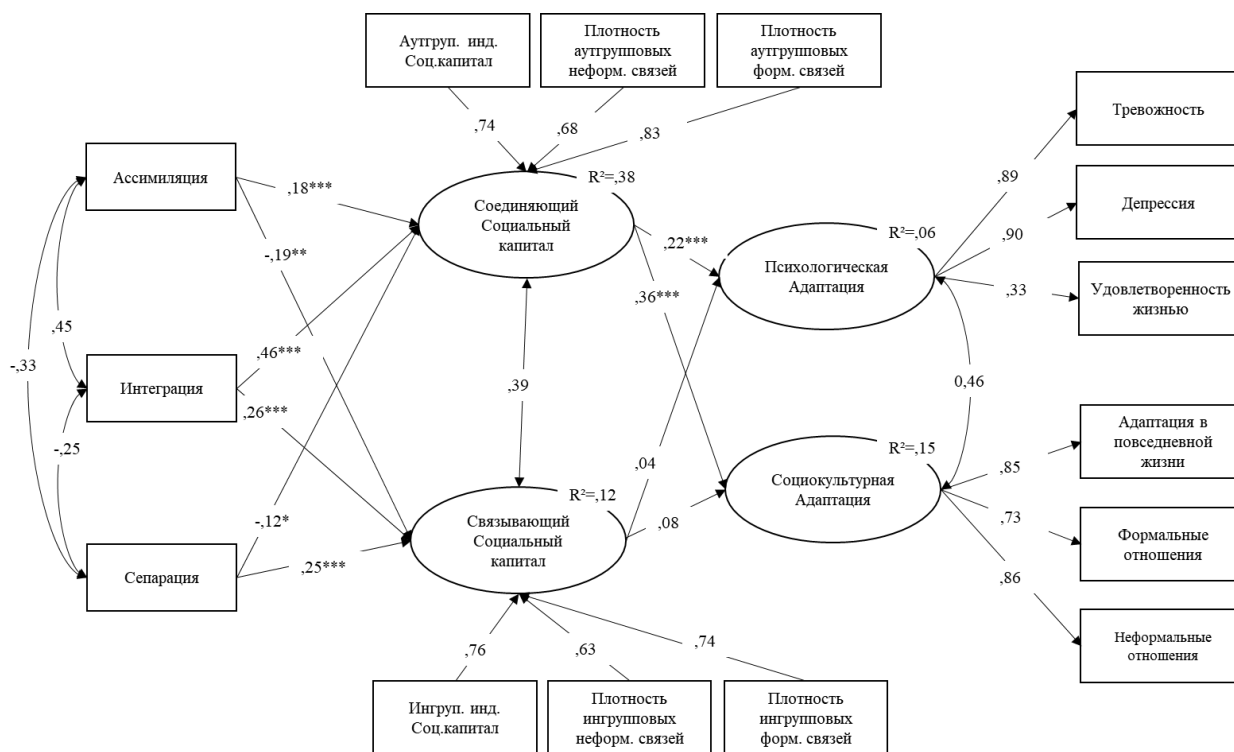 Аутгруп. инд.
Соц.капитал
Плотность
аутгрупповых
неформ. связей
Плотность
аутгрупповых
форм. связей
,74
,68
,83
Тревожность
Депрессия
Удовлетворенность
жизнью
,89
,90
,33
Ассимиляция
Интеграция
Сепарация
,45
-,33
-,25
,18***
-,19**
,46***
,26***
-,12*
,25***
R²=,38
Соединяющий
Социальный
капитал
,39
R²=,12
Связывающий
Социальный
капитал
,22***
,36***
,04
,08
R²=,06
Психологическая
Адаптация
0,46
R²=,15
Социокультурная
Адаптация
,85
,73
,86
Адаптация в
повседневной
жизни
Формальные
отношения
Неформальные
отношения
,76
,63
,74
Ингруп. инд.
Соц.капитал
Плотность
ингрупповых
неформ. связей
Плотность
ингрупповых
форм. связей